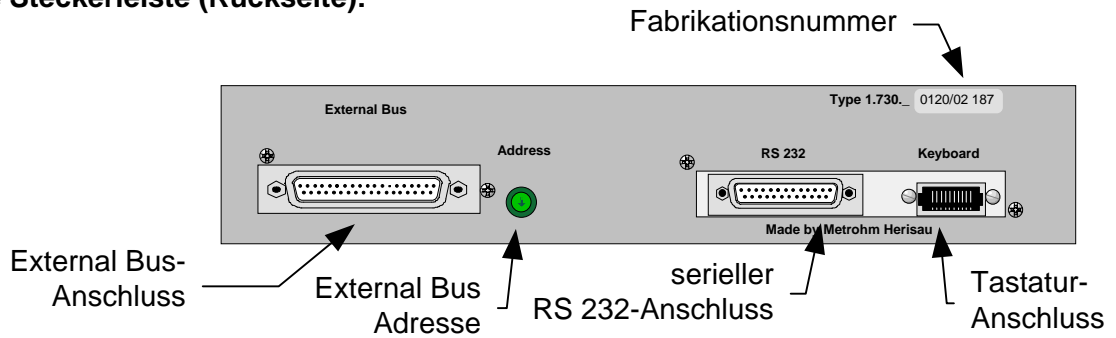 Steckerleiste (Rückseite):
Fabrikationsnummer
Type 1.730._ 0120/02 187
External Bus
Address
RS 232
Keyboard
Made by Metrohm Herisau
External Bus-
Anschluss
External Bus
Adresse
serieller
RS 232-Anschluss
Tastatur-
Anschluss